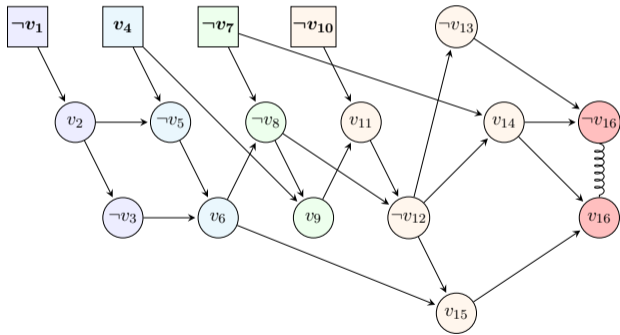 ¬v₁ v₄ ¬v₇ ¬v₁₀ ¬v₁₃
v₂ ¬v₅ ¬v₈ v₁₁ v₁₄ ¬v₁₆
¬v₃ v₆ v₉ ¬v₁₂ v₁₆
v₁₅